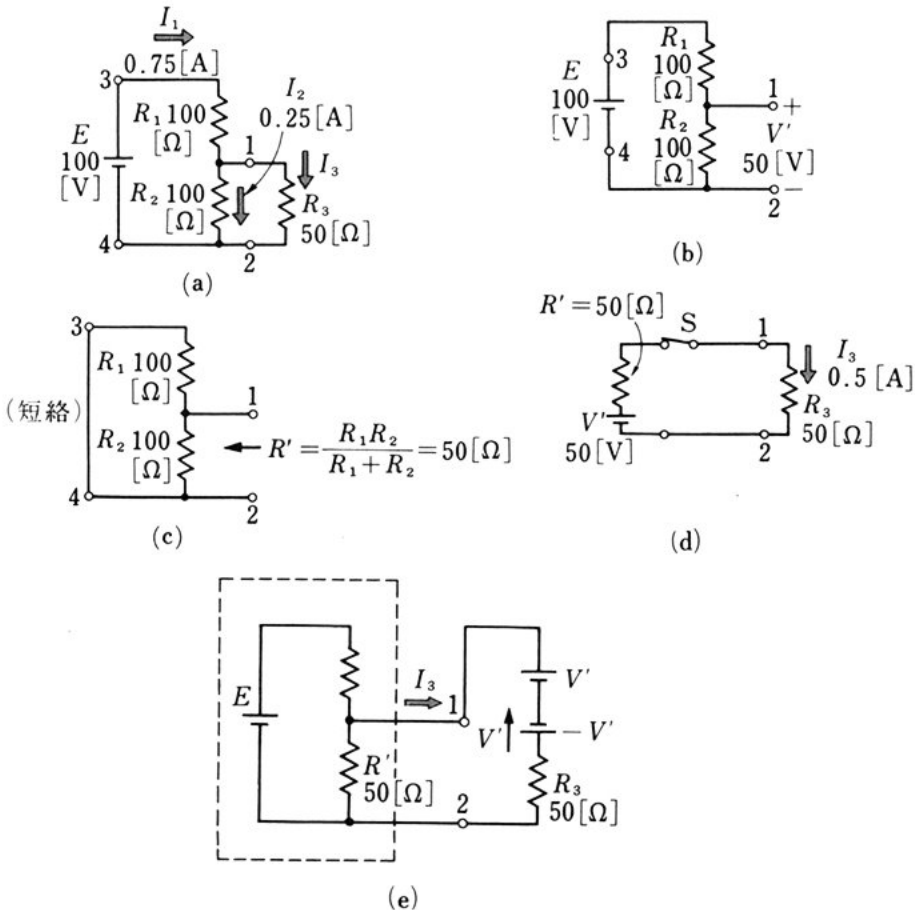 I₁
0.75[A]
3
R₁ 100
[Ω]
I₂
0.25[A]
E
100
[V]
1
I₃
R₂ 100
[Ω]
R₃
50[Ω]
4
2
(a)
E
100
[V]
3
R₁
100
[Ω]
1
+
R₂
100
[Ω]
V′
50[V]
4
−
2
(b)
3
R₁ 100
[Ω]
(短絡)
1
R₂ 100
[Ω]
R′=R₁R₂/R₁+R₂=50[Ω]
4
2
(c)
R′=50[Ω]
S
1
I₃
0.5[A]
R₃
50[Ω]
V′
50[V]
2
(d)
E
I₃
1
V′
V′
−V′
R′
50[Ω]
2
R₃
50[Ω]
(e)